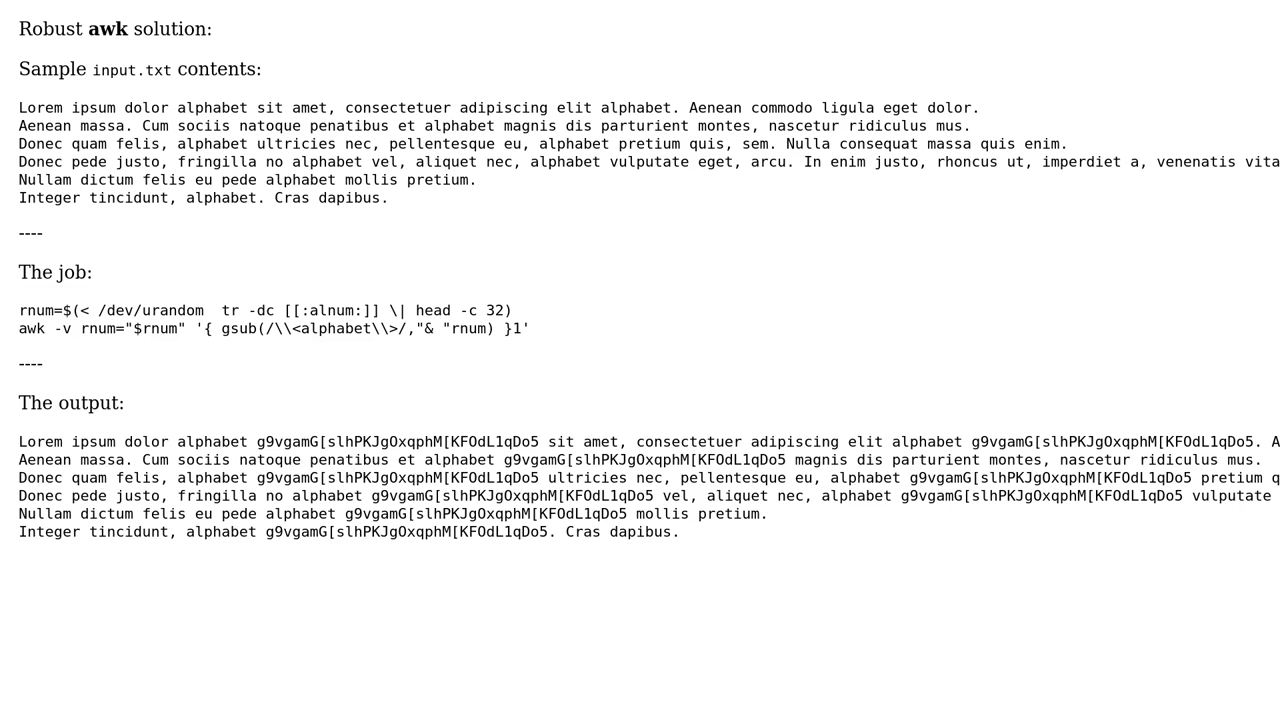 Robust awk solution:
Sample input.txt contents:
Lorem ipsum dolor alphabet sit amet, consectetuer adipiscing elit alphabet. Aenean commodo ligula eget dolor.
Aenean massa. Cum sociis natoque penatibus et alphabet magnis dis parturient montes, nascetur ridiculus mus.
Donec quam felis, alphabet ultricies nec, pellentesque eu, alphabet pretium quis, sem. Nulla consequat massa quis enim.
Donec pede justo, fringilla no alphabet vel, aliquet nec, alphabet vulputate eget, arcu. In enim justo, rhoncus ut, imperdiet a, venenatis vita
Nullam dictum felis eu pede alphabet mollis pretium.
Integer tincidunt, alphabet. Cras dapibus.
----
The job:
rnum=$(< /dev/urandom  tr -dc [[:alnum:]] \| head -c 32)
awk -v rnum="$rnum" '{ gsub(/\\<alphabet\\>/,"& "rnum) }1'
----
The output:
Lorem ipsum dolor alphabet g9vgamG[slhPKJgOxqphM[KFOdL1qDo5 sit amet, consectetuer adipiscing elit alphabet g9vgamG[slhPKJgOxqphM[KFOdL1qDo5. A
Aenean massa. Cum sociis natoque penatibus et alphabet g9vgamG[slhPKJgOxqphM[KFOdL1qDo5 magnis dis parturient montes, nascetur ridiculus mus.
Donec quam felis, alphabet g9vgamG[slhPKJgOxqphM[KFOdL1qDo5 ultricies nec, pellentesque eu, alphabet g9vgamG[slhPKJgOxqphM[KFOdL1qDo5 pretium q
Donec pede justo, fringilla no alphabet g9vgamG[slhPKJgOxqphM[KFOdL1qDo5 vel, aliquet nec, alphabet g9vgamG[slhPKJgOxqphM[KFOdL1qDo5 vulputate
Nullam dictum felis eu pede alphabet g9vgamG[slhPKJgOxqphM[KFOdL1qDo5 mollis pretium.
Integer tincidunt, alphabet g9vgamG[slhPKJgOxqphM[KFOdL1qDo5. Cras dapibus.